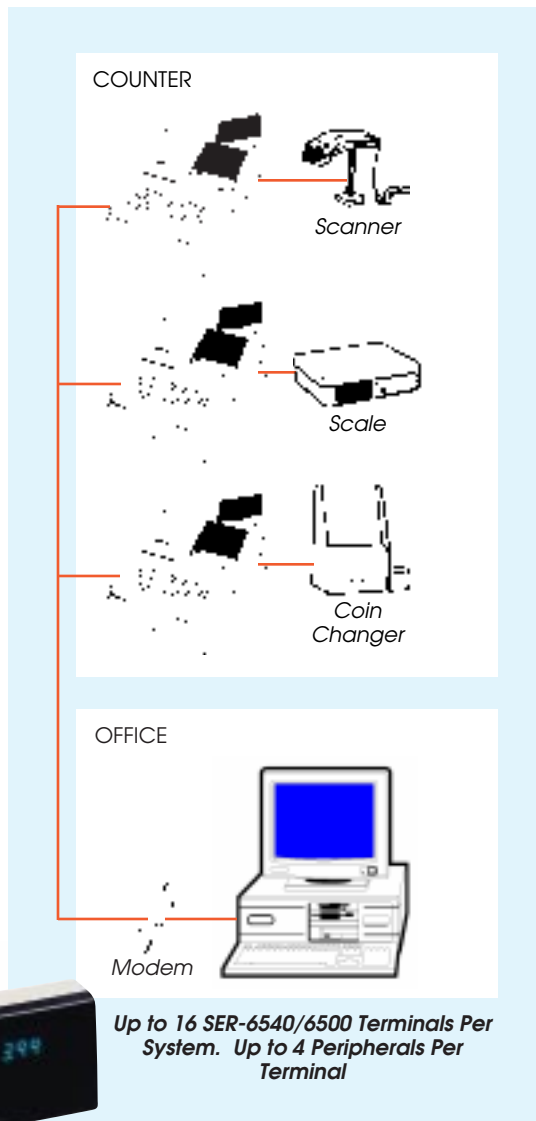 COUNTER
Scanner
Scale
Coin
Changer
OFFICE
Modem
Up to 16 SER-6540/6500 Terminals Per
System. Up to 4 Peripherals Per
Terminal